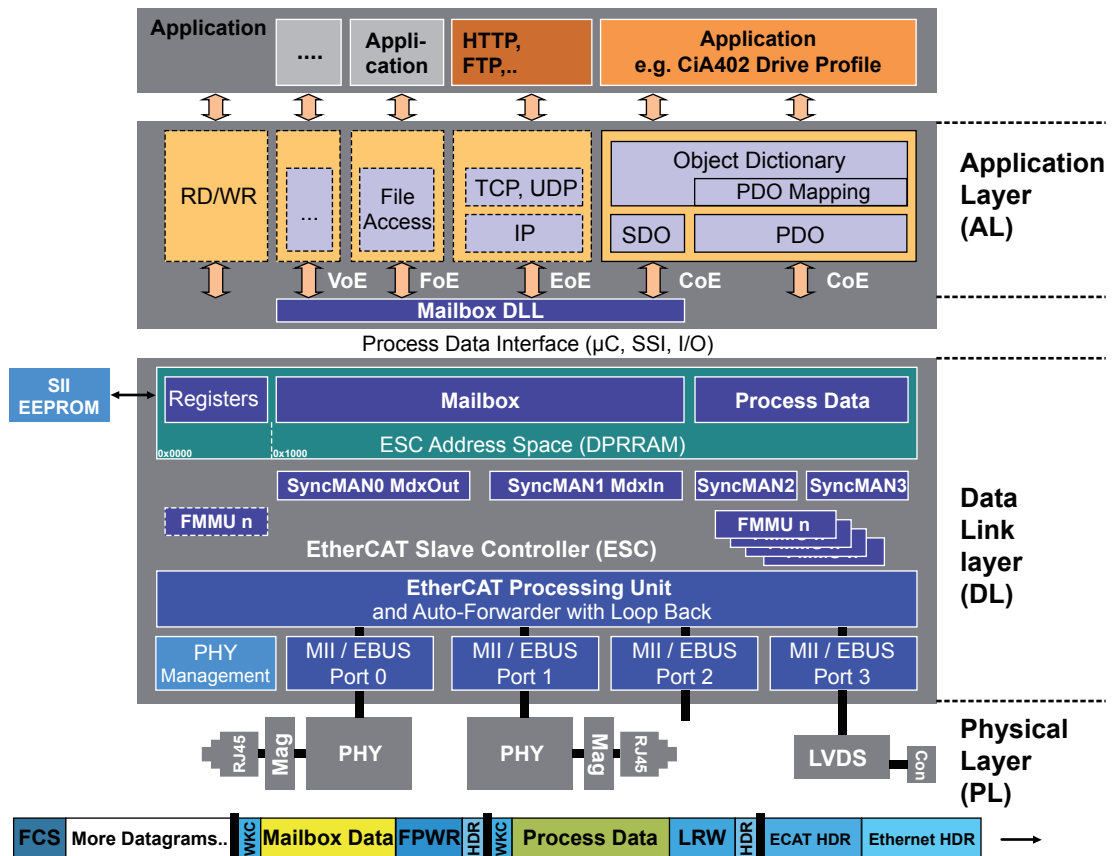 Application
....
Appli-
cation
HTTP,
FTP,..
Application
e.g. CiA402 Drive Profile
RD/WR
...
File
Access
TCP, UDP
IP
Object Dictionary
PDO Mapping
SDO
PDO
Application
Layer
(AL)
VoE
FoE
EoE
CoE
CoE
Mailbox DLL
Process Data Interface (µC, SSI, I/O)
SII
EEPROM
Registers
Mailbox
Process Data
ESC Address Space (DPRRAM)
0x0000
0x1000
SyncMAN0 MdxOut
SyncMAN1 MdxIn
SyncMAN2
SyncMAN3
FMMU n
FMMU n
EtherCAT Slave Controller (ESC)
Data
Link
layer
(DL)
EtherCAT Processing Unit
and Auto-Forwarder with Loop Back
PHY
Management
MII / EBUS
Port 0
MII / EBUS
Port 1
MII / EBUS
Port 2
MII / EBUS
Port 3
RJ45
Mag
PHY
PHY
Mag
RJ45
LVDS
Con
Physical
Layer
(PL)
FCS
More Datagrams..
WKC
Mailbox Data
FPWR
HDR
WKC
Process Data
LRW
HDR
ECAT HDR
Ethernet HDR